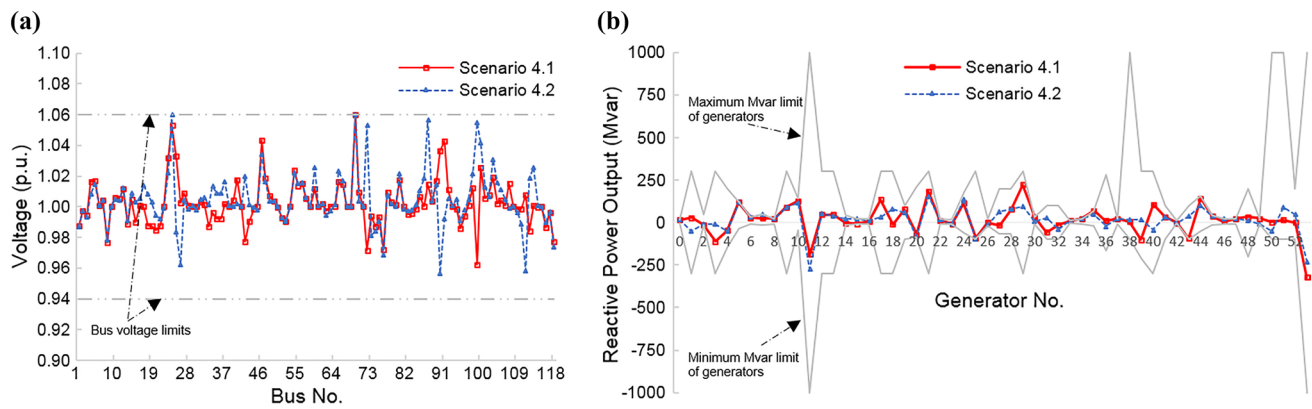 (a)
Voltage (p.u.)
1.10
1.08
1.06
1.04
1.02
1.00
0.98
0.96
0.94
0.92
0.90
Scenario 4.1
Scenario 4.2
Bus voltage limits
1 10 19 28 37 46 55 64 73 82 91 100 109 118
Bus No.
(b)
Reactive Power Output (Mvar)
1000
750
500
250
0
-250
-500
-750
-1000
Scenario 4.1
Scenario 4.2
Maximum Mvar limit
of generators
0 2 4 6 8 10 12 14 16 18 20 22 24 26 28 30 32 34 36 38 40 42 44 46 48 50 52
Generator No.
Minimum Mvar limit
of generators